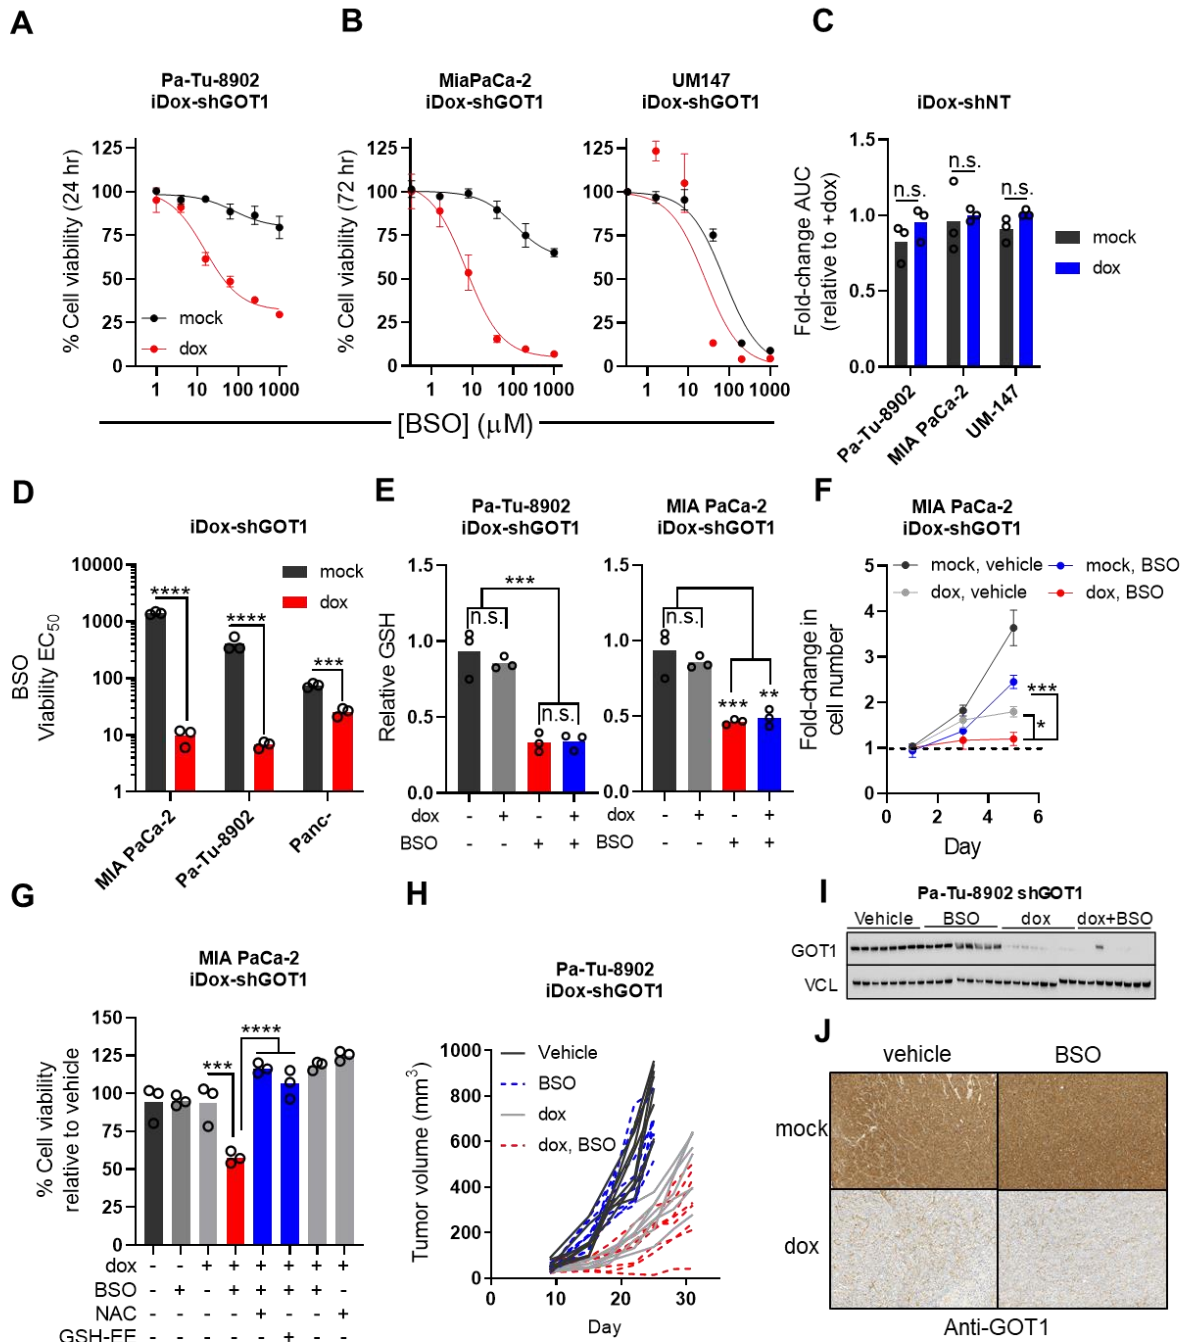 A
B
C
Pa-Tu-8902
iDox-shGOT1
MiaPaCa-2
iDox-shGOT1
UM147
iDox-shGOT1
iDox-shNT
% Cell viability (24 hr)
125
100
75
50
25
0
mock
dox
1 10 100 1000
% Cell viability (72 hr)
125
100
75
50
25
0
1 10 100 1000
125
100
75
50
25
0
1 10 100 1000
[BSO] (μM)
Fold-change AUC
(relative to +dox)
1.5
1.0
0.5
0.0
n.s.
n.s.
n.s.
mock
dox
Pa-Tu-8902
MIA PaCa-2
UM-147
D
E
F
iDox-shGOT1
BSO
Viability EC50
10000
1000
100
10
1
****
****
***
mock
dox
MIA PaCa-2
Pa-Tu-8902
Panc-
Pa-Tu-8902
iDox-shGOT1
Relative GSH
1.5
1.0
0.5
0.0
***
n.s.
n.s.
dox - + - +
BSO - - + +
MIA PaCa-2
iDox-shGOT1
1.5
1.0
0.5
0.0
n.s.
***
**
dox - + - +
BSO - - + +
MIA PaCa-2
iDox-shGOT1
mock, vehicle
mock, BSO
dox, vehicle
dox, BSO
Fold-change in
cell number
5
4
3
2
1
0
***
*
0 2 4 6
Day
G
H
I
MIA PaCa-2
iDox-shGOT1
% Cell viability
relative to vehicle
150
125
100
75
50
25
0
***
****
dox - - + + + + + +
BSO - + - + + + + -
NAC - - - - + - - +
GSH-EE - - - - - + - -
Pa-Tu-8902
iDox-shGOT1
Tumor volume (mm3)
1000
800
600
400
200
0
Vehicle
BSO
dox
dox, BSO
0 10 20 30
Day
Pa-Tu-8902 shGOT1
Vehicle BSO dox dox+BSO
GOT1
VCL
J
vehicle BSO
mock
dox
Anti-GOT1